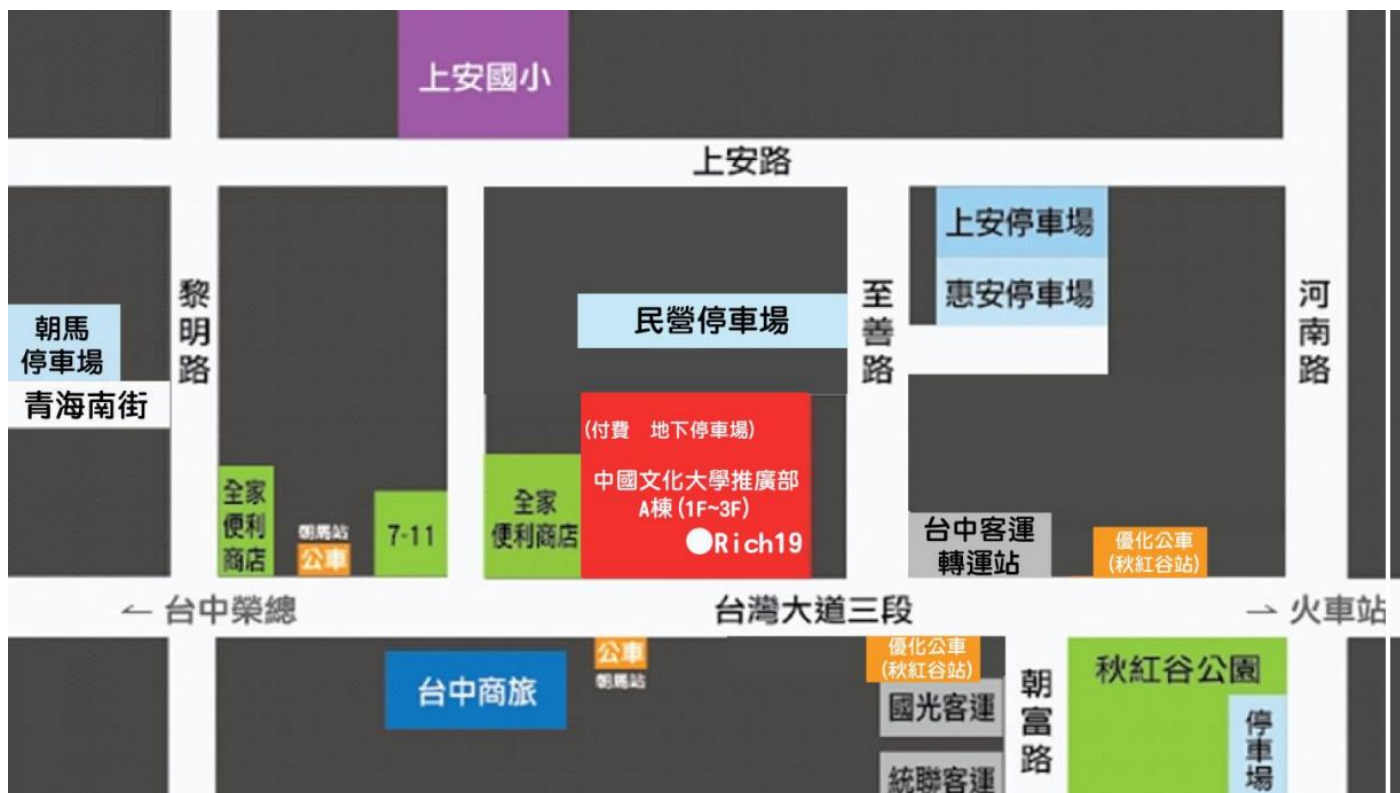 上安國小
上安路
上安停車場
惠安停車場
黎明路
至善路
河南路
民營停車場
朝馬
停車場
青海南街
(付費 地下停車場)
中國文化大學推廣部
A棟(1F~3F)
Rich19
全家
便利
商店
朝馬站
公車
7-11
全家
便利商店
台中客運
轉運站
優化公車
(秋紅谷站)
← 台中榮總
台灣大道三段
→ 火車站
台中商旅
公車
朝馬站
優化公車
(秋紅谷站)
國光客運
統聯客運
朝富路
秋紅谷公園
停車場